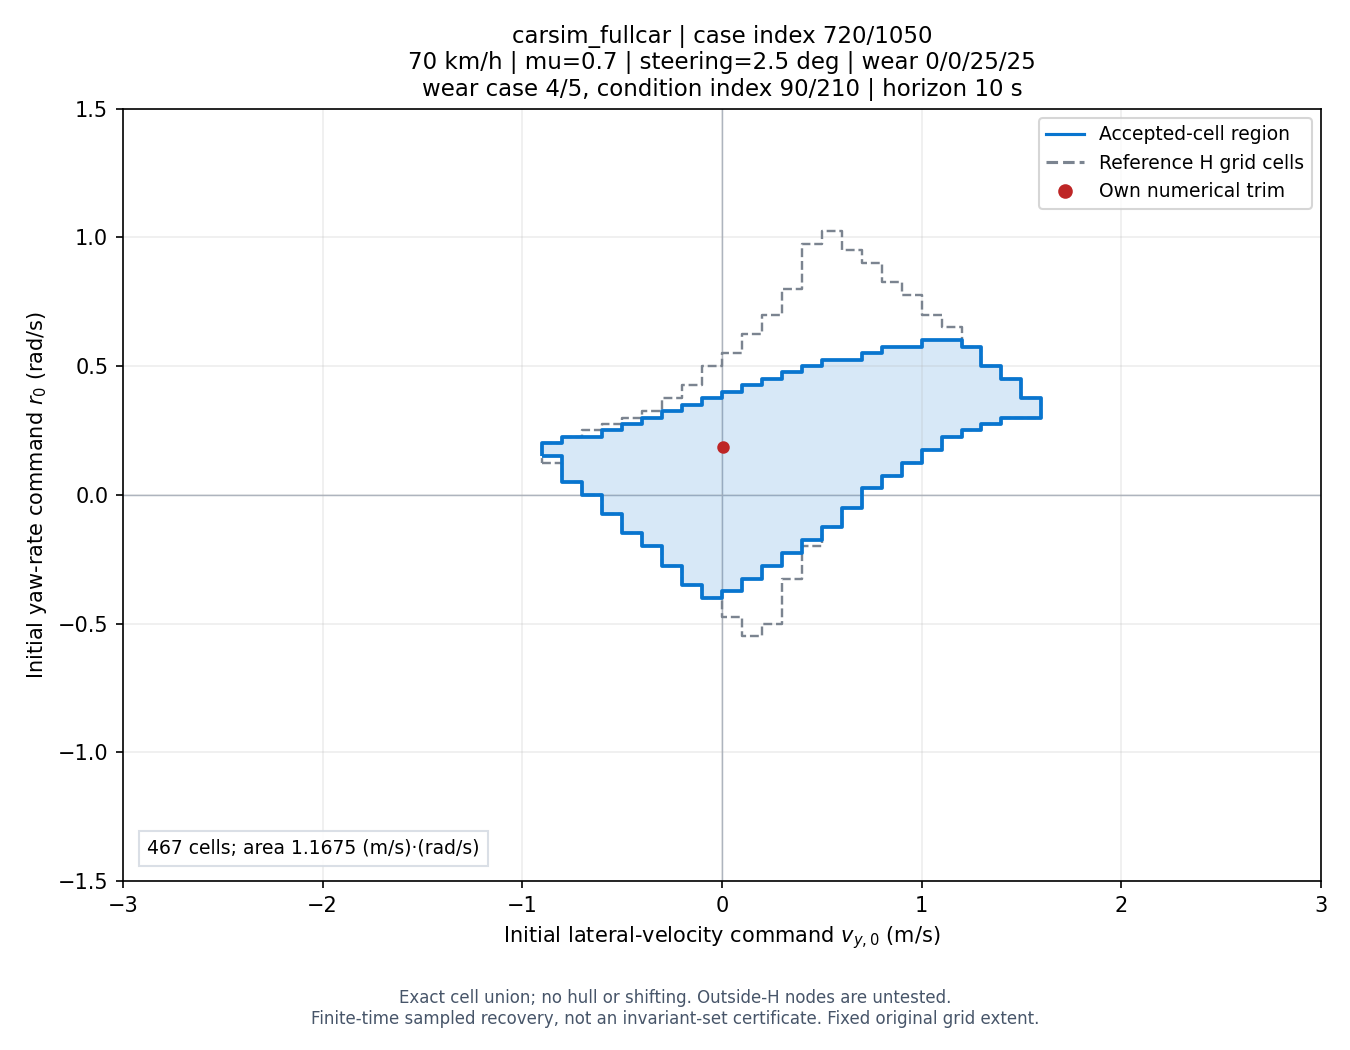 carsim_fullcar | case index 720/1050
70 km/h | mu=0.7 | steering=2.5 deg | wear 0/0/25/25
wear case 4/5, condition index 90/210 | horizon 10 s
1.5
1.0
0.5
0.0
−0.5
−1.0
−1.5
Initial yaw-rate command r0 (rad/s)
Accepted-cell region
Reference H grid cells
Own numerical trim
467 cells; area 1.1675 (m/s)·(rad/s)
−3 −2 −1 0 1 2 3
Initial lateral-velocity command vy,0 (m/s)
Exact cell union; no hull or shifting. Outside-H nodes are untested.
Finite-time sampled recovery, not an invariant-set certificate. Fixed original grid extent.